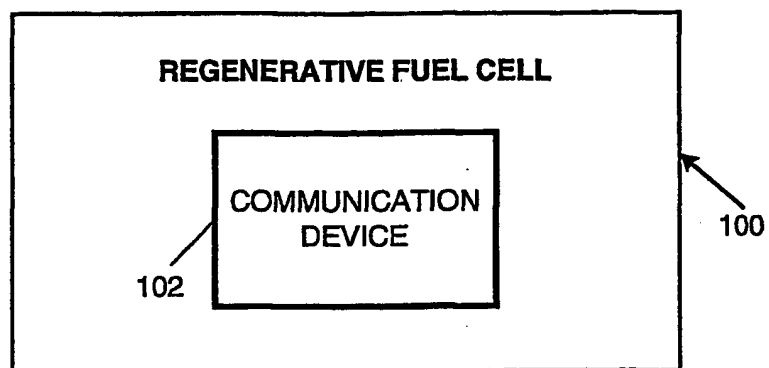 REGENERATIVE FUEL CELL
COMMUNICATION
DEVICE
100
102